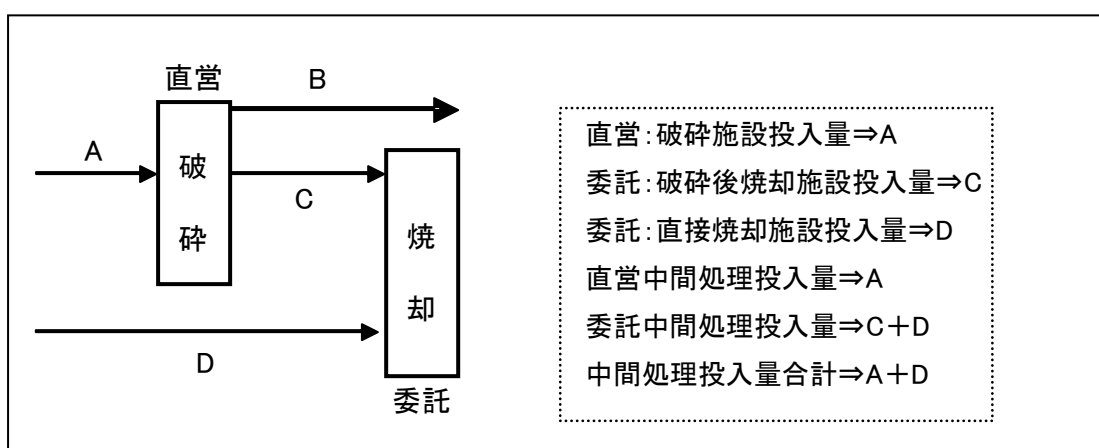 直営
B
A
破
砕
C
焼
却
D
委託
直営:破砕施設投入量⇒A
委託:破砕後焼却施設投入量⇒C
委託:直接焼却施設投入量⇒D
直営中間処理投入量⇒A
委託中間処理投入量⇒C+D
中間処理投入量合計⇒A+D